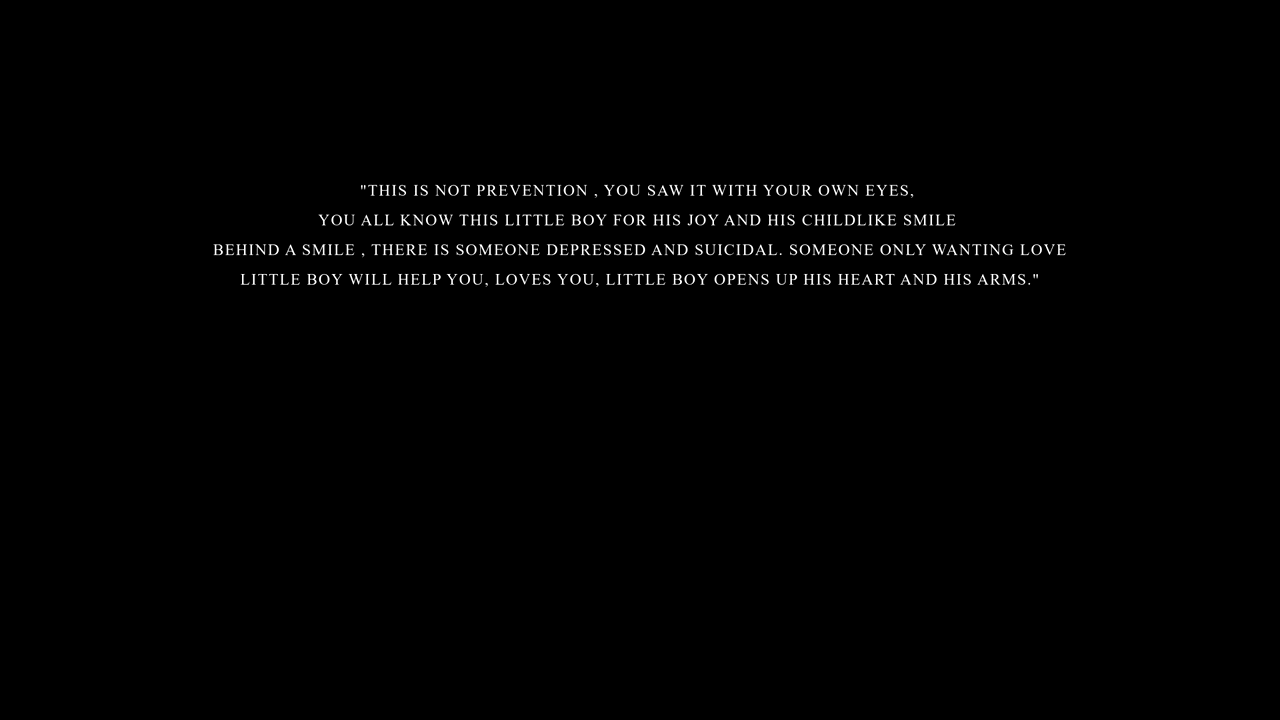 "THIS IS NOT PREVENTION , YOU SAW IT WITH YOUR OWN EYES,
YOU ALL KNOW THIS LITTLE BOY FOR HIS JOY AND HIS CHILDLIKE SMILE
BEHIND A SMILE , THERE IS SOMEONE DEPRESSED AND SUICIDAL. SOMEONE ONLY WANTING LOVE
LITTLE BOY WILL HELP YOU, LOVES YOU, LITTLE BOY OPENS UP HIS HEART AND HIS ARMS."